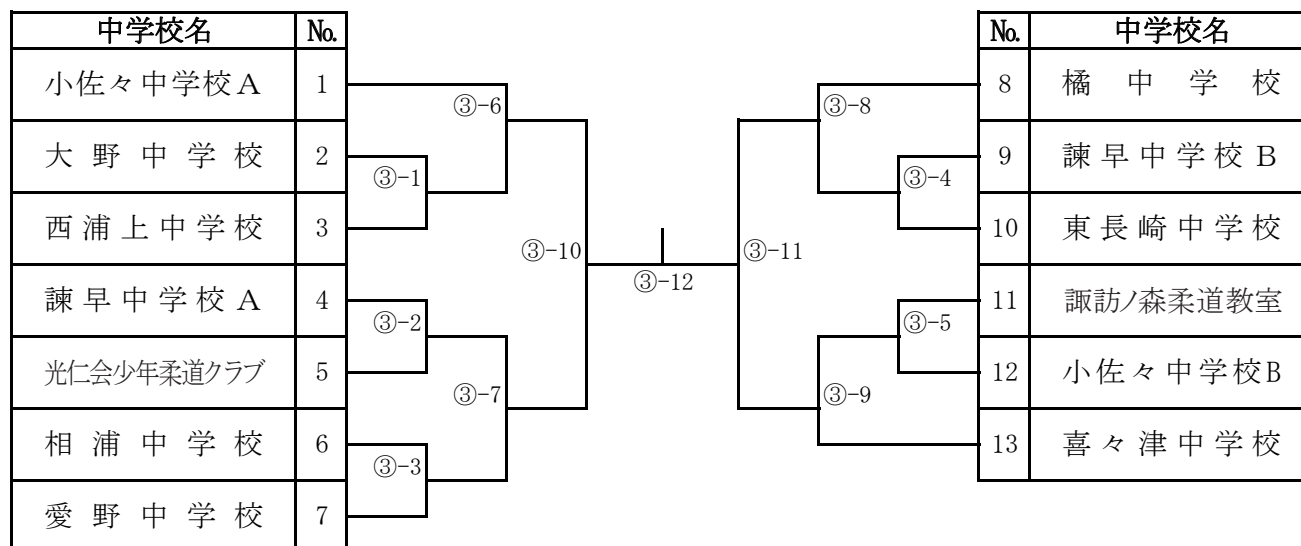 中学校名 No.
小佐々中学校A 1
大野中学校 2
西浦上中学校 3
諫早中学校A 4
光仁会少年柔道クラブ 5
相浦中学校 6
愛野中学校 7
③-6
③-1
③-10
③-2
③-7
③-3
③-12
③-8
③-4
③-11
③-5
③-9
No. 中学校名
8 橘中学校
9 諫早中学校B
10 東長崎中学校
11 諏訪ノ森柔道教室
12 小佐々中学校B
13 喜々津中学校